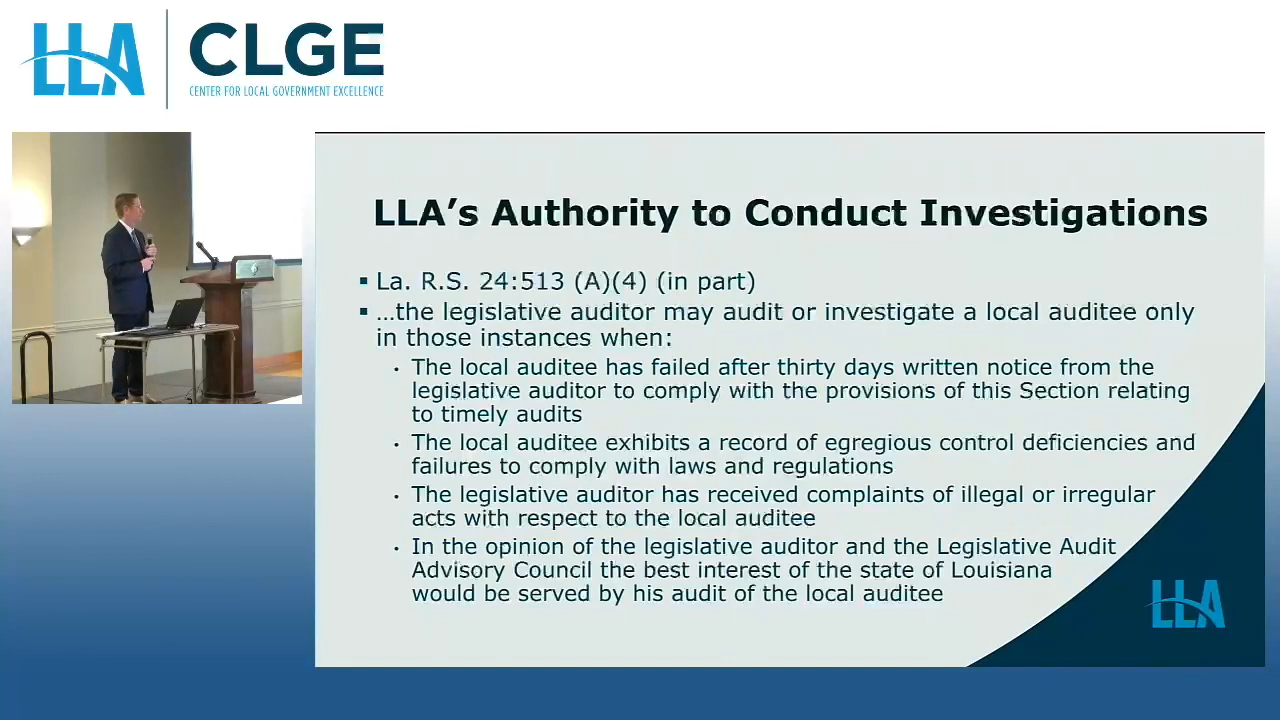 LLA
CLGE
CENTER FOR LOCAL GOVERNMENT EXCELLENCE
LLA’s Authority to Conduct Investigations
▪ La. R.S. 24:513 (A)(4) (in part)
▪ …the legislative auditor may audit or investigate a local auditee only
in those instances when:
• The local auditee has failed after thirty days written notice from the
legislative auditor to comply with the provisions of this Section relating
to timely audits
• The local auditee exhibits a record of egregious control deficiencies and
failures to comply with laws and regulations
• The legislative auditor has received complaints of illegal or irregular
acts with respect to the local auditee
• In the opinion of the legislative auditor and the Legislative Audit
Advisory Council the best interest of the state of Louisiana
would be served by his audit of the local auditee
LLA